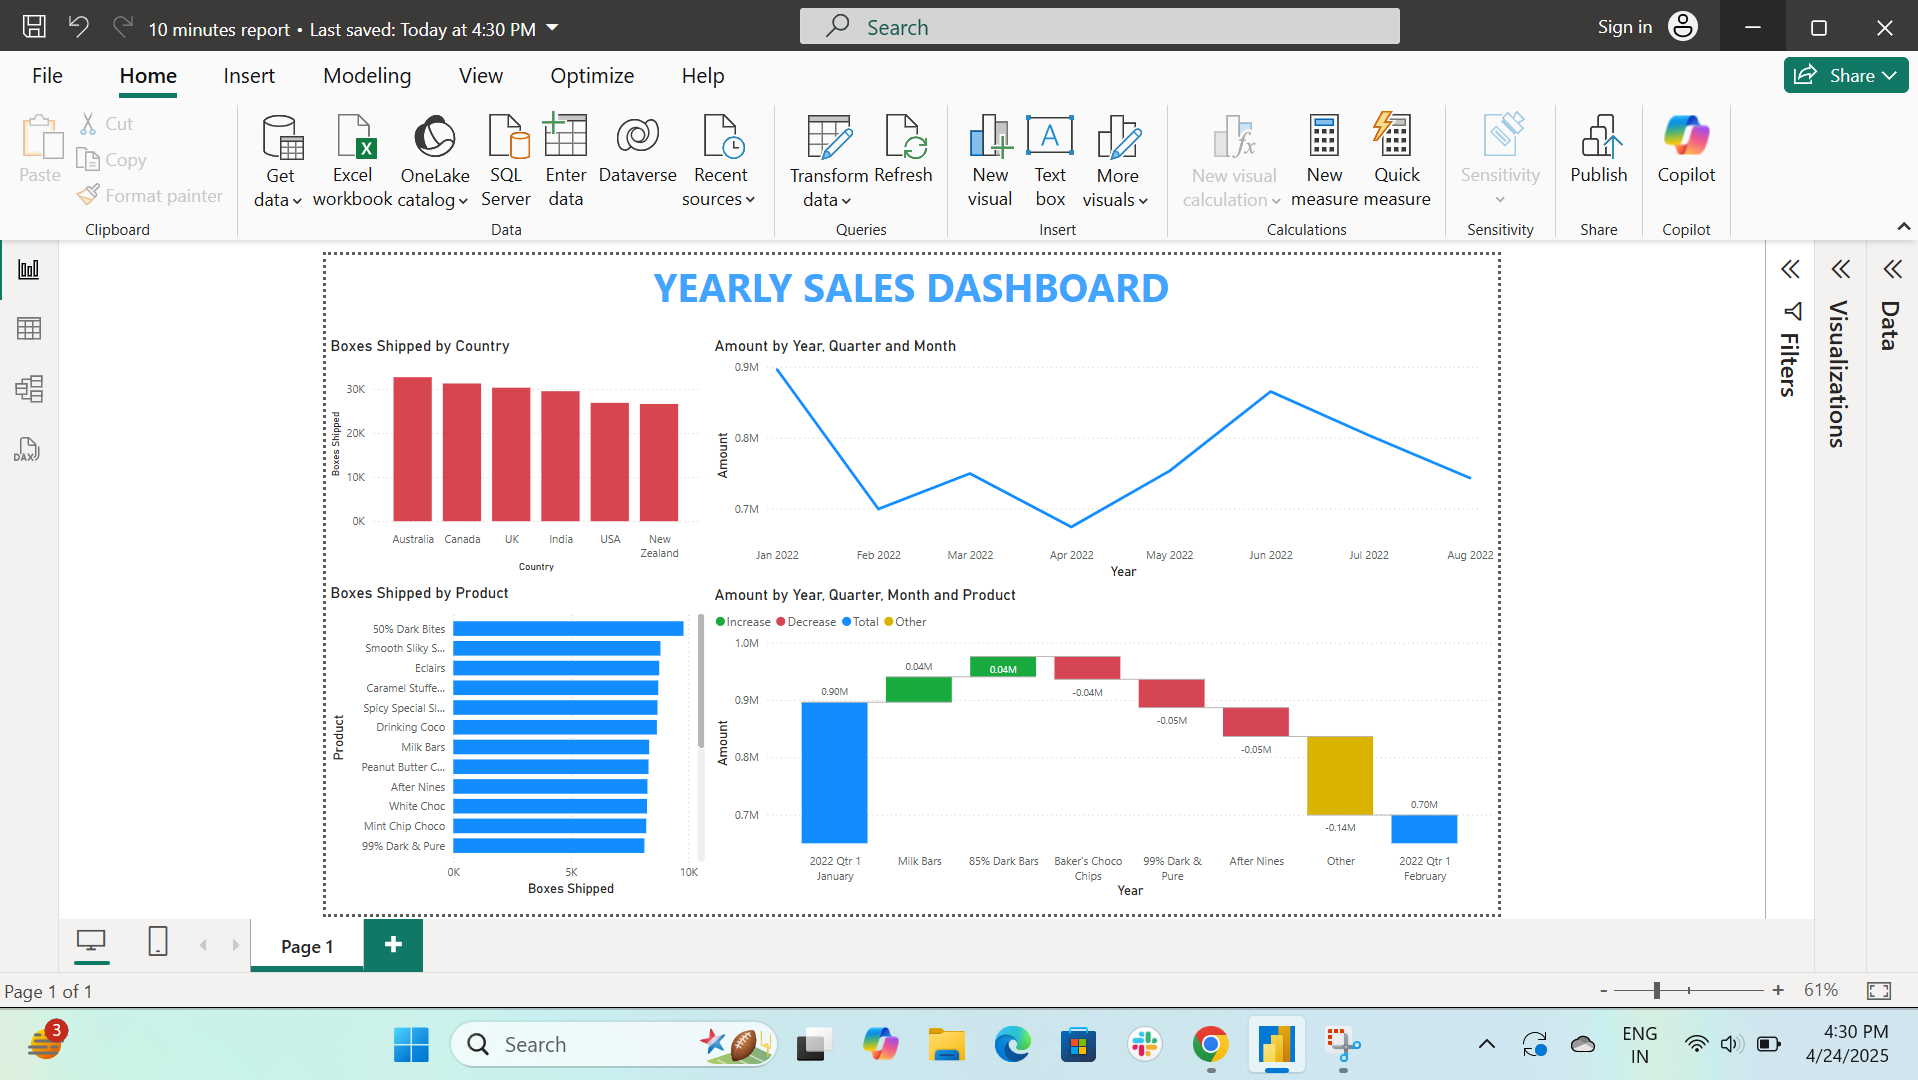 10 minutes report • Last saved: Today at 4:30 PM
Search
Sign in
File Home Insert Modeling View Optimize Help
Share
Paste
Cut
Copy
Format painter
Clipboard
Get data
Excel workbook
OneLake catalog
SQL Server
Enter data
Dataverse
Recent sources
Data
Transform data
Refresh
Queries
New visual
Text box
More visuals
Insert
New visual calculation
New measure
Quick measure
Calculations
Sensitivity
Sensitivity
Publish
Share
Copilot
Copilot
DAX
YEARLY SALES DASHBOARD
Boxes Shipped by Country
Boxes Shipped
30K
20K
10K
0K
Australia Canada UK India USA New Zealand
Country
Amount by Year, Quarter and Month
Amount
0.9M
0.8M
0.7M
Jan 2022 Feb 2022 Mar 2022 Apr 2022 May 2022 Jun 2022 Jul 2022 Aug 2022
Year
Boxes Shipped by Product
Product
50% Dark Bites
Smooth Sliky S...
Eclairs
Caramel Stuffe...
Spicy Special Sl...
Drinking Coco
Milk Bars
Peanut Butter C...
After Nines
White Choc
Mint Chip Choco
99% Dark & Pure
0K 5K 10K
Boxes Shipped
Amount by Year, Quarter, Month and Product
Increase Decrease Total Other
Amount
1.0M
0.9M
0.8M
0.7M
0.90M
0.04M
0.04M
-0.04M
-0.05M
-0.05M
-0.14M
0.70M
2022 Qtr 1 January
Milk Bars
85% Dark Bars
Baker's Choco Chips
99% Dark & Pure
After Nines
Other
2022 Qtr 1 February
Year
Filters
Visualizations
Data
Page 1
Page 1 of 1
- + 61%
3
Search
ENG
IN
4:30 PM
4/24/2025